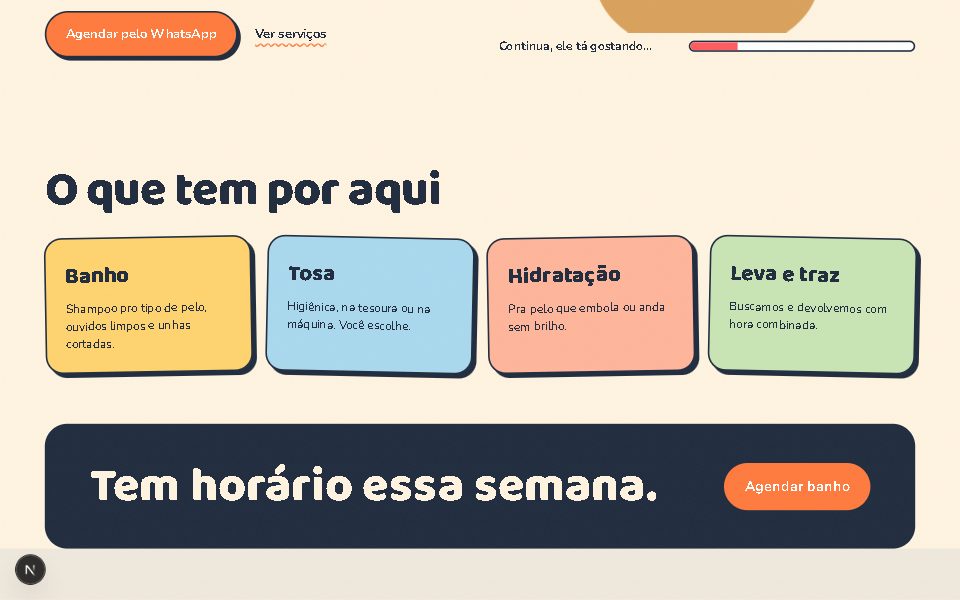 Agendar pelo WhatsApp
Ver serviços
Continua, ele tá gostando...
O que tem por aqui
Banho
Shampoo pro tipo de pelo,
ouvidos limpos e unhas
cortadas.
Tosa
Higiênica, na tesoura ou na
máquina. Você escolhe.
Hidratação
Pra pelo que embola ou anda
sem brilho.
Leva e traz
Buscamos e devolvemos com
hora combinada.
Tem horário essa semana.
Agendar banho
N